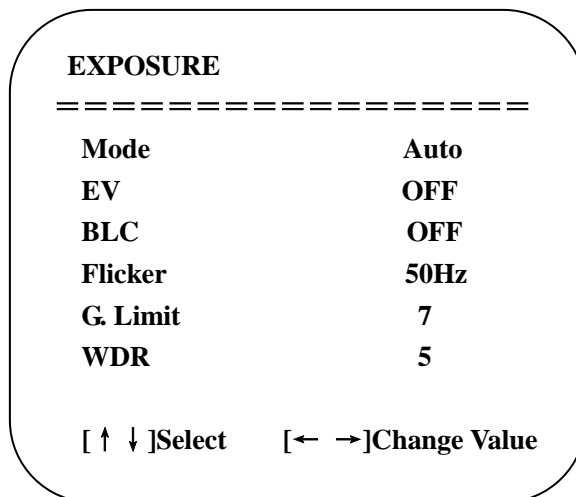 EXPOSURE
==================
Mode Auto
EV OFF
BLC OFF
Flicker 50Hz
G. Limit 7
WDR 5
[↑ ↓]Select [← →]Change Value